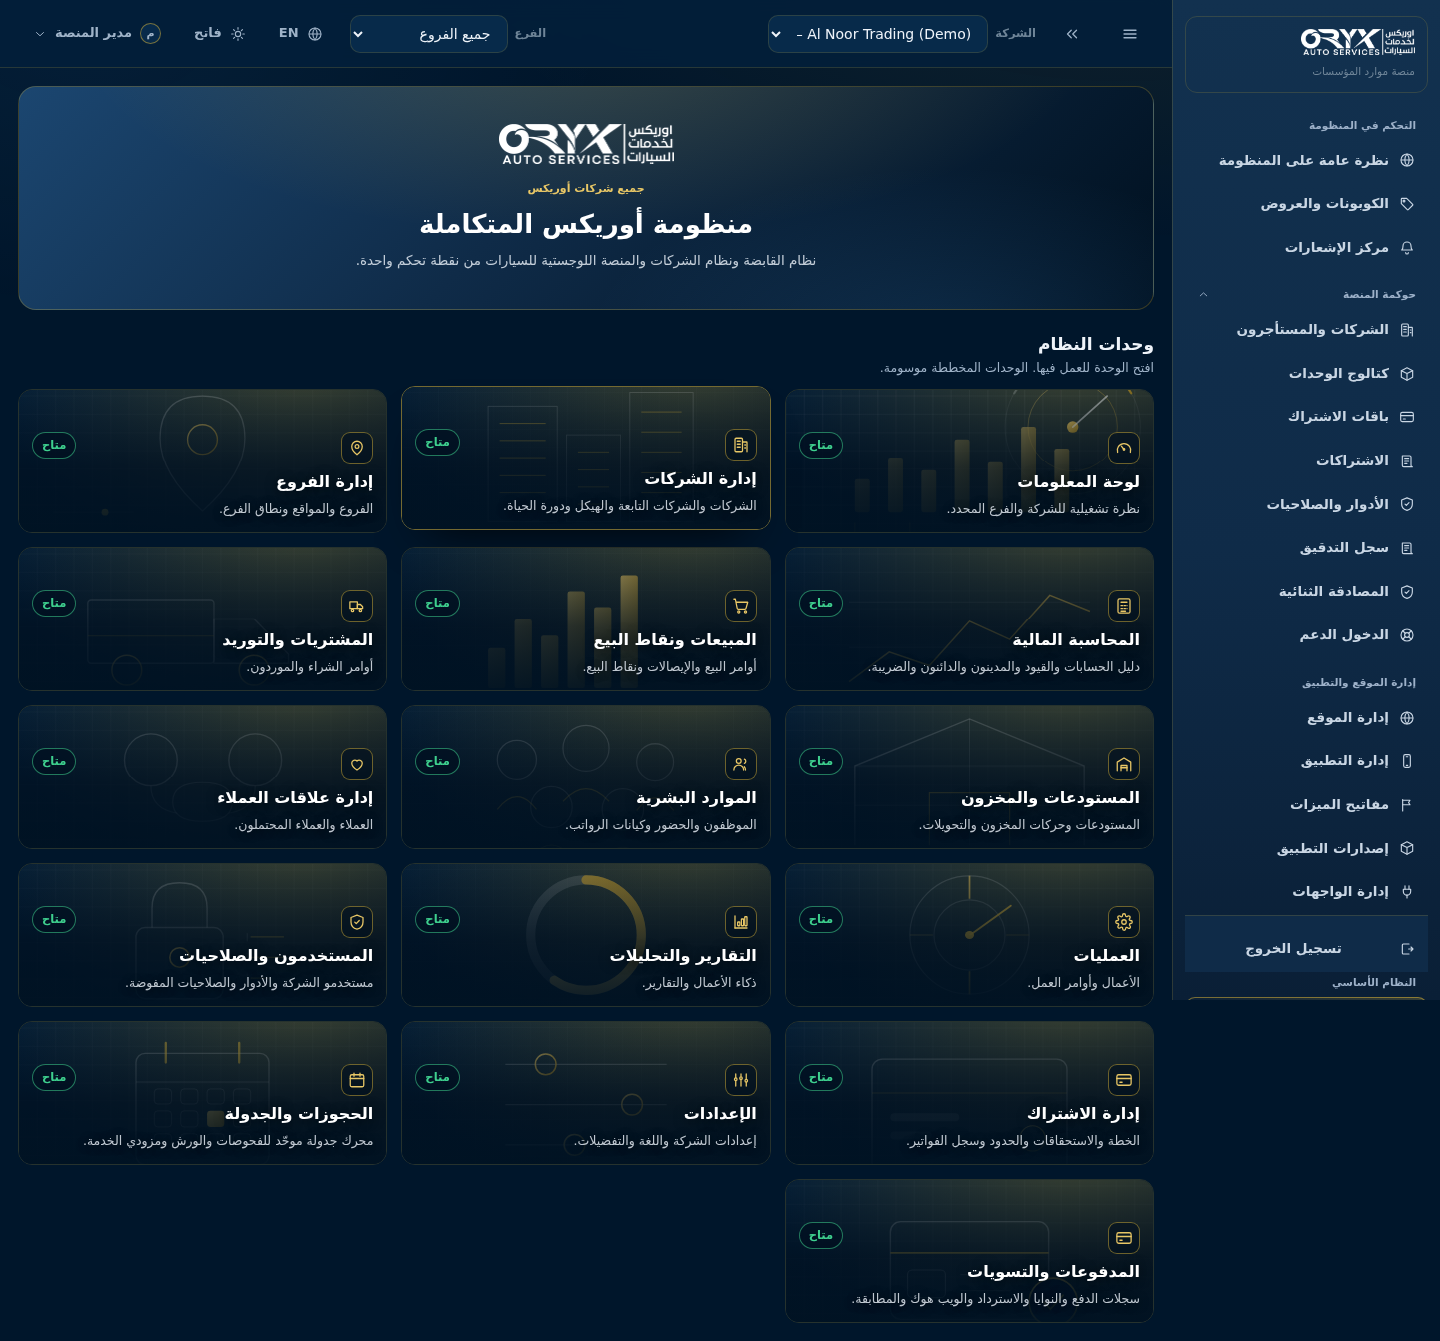 ORYX
AUTO SERVICES
اوريكس
لخدمات
السيارات
منصة موارد المؤسسات
التحكم في المنظومة
نظرة عامة على المنظومة
الكوبونات والعروض
مركز الإشعارات
حوكمة المنصة
الشركات والمستأجرون
كتالوج الوحدات
باقات الاشتراك
الاشتراكات
الأدوار والصلاحيات
سجل التدقيق
المصادقة الثنائية
الدخول الدعم
إدارة الموقع والتطبيق
إدارة الموقع
إدارة التطبيق
مفاتيح الميزات
إصدارات التطبيق
إدارة الواجهات
تسجيل الخروج
النظام الأساسي
الشركة
Al Noor Trading (Demo) –
الفرع
جميع الفروع
EN
فاتح
م
مدير المنصة
ORYX
AUTO SERVICES
اوريكس
لخدمات
السيارات
جميع شركات أوريكس
منظومة أوريكس المتكاملة
نظام القابضة ونظام الشركات والمنصة اللوجستية للسيارات من نقطة تحكم واحدة.
وحدات النظام
افتح الوحدة للعمل فيها. الوحدات المخططة موسومة.
متاح
لوحة المعلومات
نظرة تشغيلية للشركة والفرع المحدد.
متاح
إدارة الشركات
الشركات والشركات التابعة والهيكل ودورة الحياة.
متاح
إدارة الفروع
الفروع والمواقع ونطاق الفرع.
متاح
المحاسبة المالية
دليل الحسابات والقيود والمدينون والدائنون والضريبة.
متاح
المبيعات ونقاط البيع
أوامر البيع والإيصالات ونقاط البيع.
متاح
المشتريات والتوريد
أوامر الشراء والموردون.
متاح
المستودعات والمخزون
المستودعات وحركات المخزون والتحويلات.
متاح
الموارد البشرية
الموظفون والحضور وكيانات الرواتب.
متاح
إدارة علاقات العملاء
العملاء والعملاء المحتملون.
متاح
العمليات
الأعمال وأوامر العمل.
متاح
التقارير والتحليلات
ذكاء الأعمال والتقارير.
متاح
المستخدمون والصلاحيات
مستخدمو الشركة والأدوار والصلاحيات المفوضة.
متاح
إدارة الاشتراك
الخطة والاستحقاقات والحدود وسجل الفواتير.
متاح
الإعدادات
إعدادات الشركة واللغة والتفضيلات.
متاح
الحجوزات والجدولة
محرك جدولة موحّد للفحوصات والورش ومزودي الخدمة.
متاح
المدفوعات والتسويات
سجلات الدفع والنوايا والاسترداد والويب هوك والمطابقة.